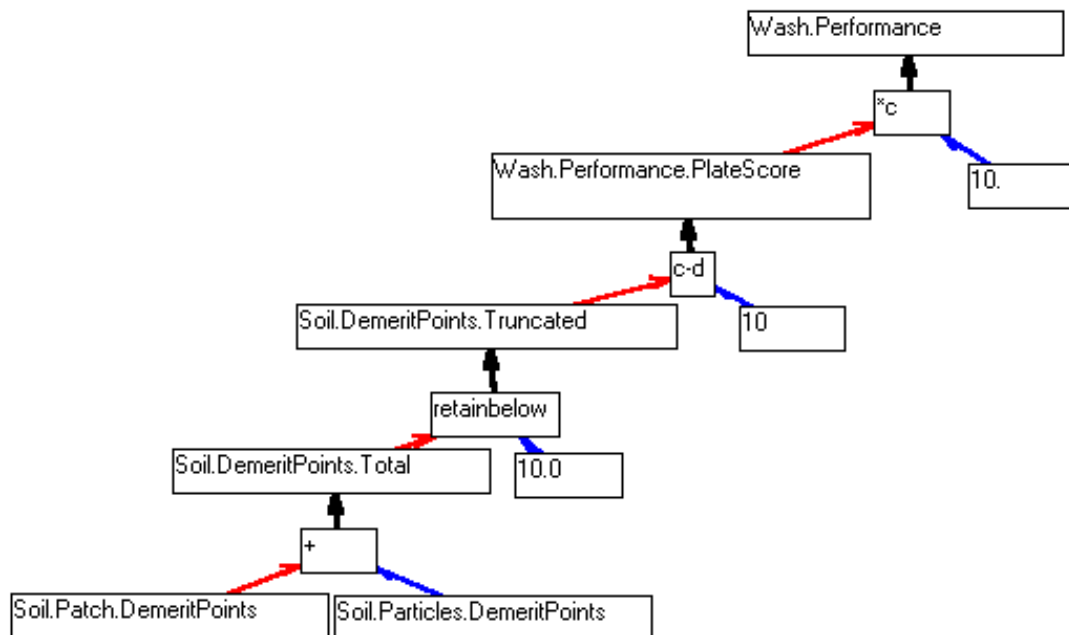 Wash.Performance
*c
Wash.Performance.PlateScore
10.
c-d
Soil.DemeritPoints.Truncated
10
retainbelow
Soil.DemeritPoints.Total
10.0
+
Soil.Patch.DemeritPoints
Soil.Particles.DemeritPoints